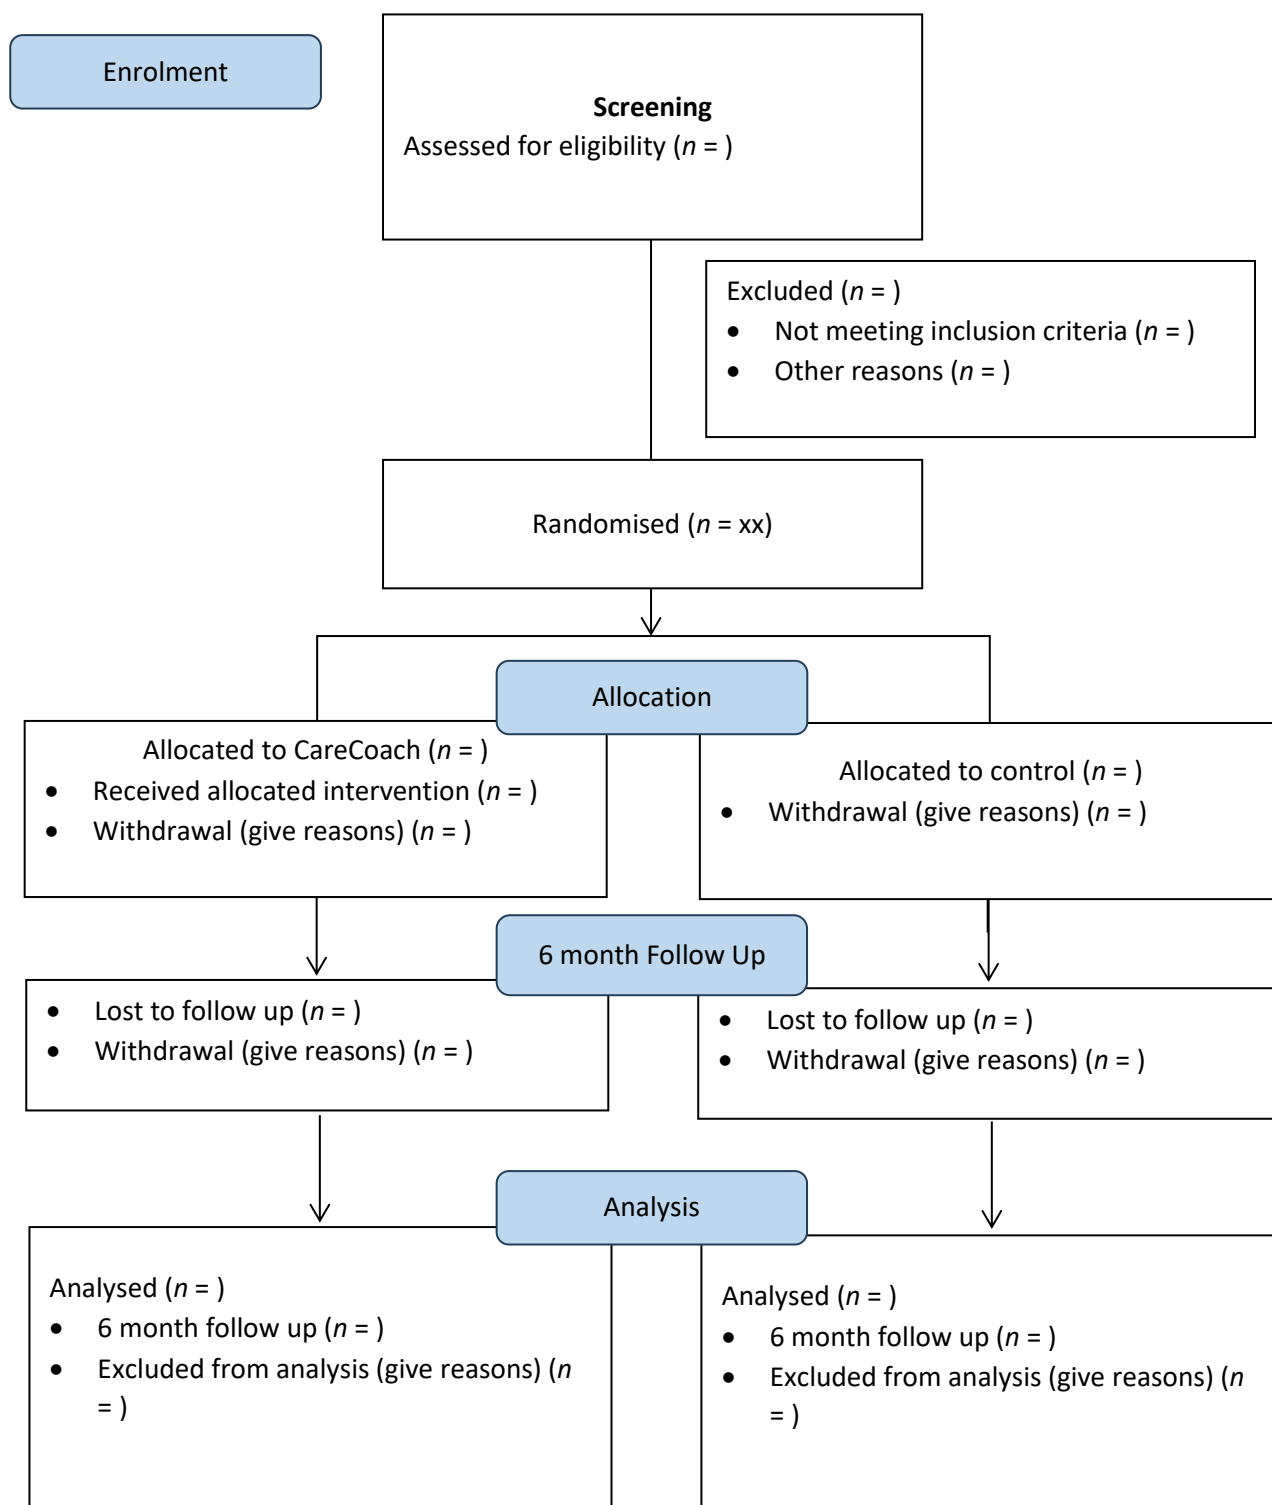 Enrolment
Screening
Assessed for eligibility (n = )
Excluded (n = )
• Not meeting inclusion criteria (n = )
• Other reasons (n = )
Randomised (n = xx)
Allocation
Allocated to CareCoach (n = )
• Received allocated intervention (n = )
• Withdrawal (give reasons) (n = )
Allocated to control (n = )
• Withdrawal (give reasons) (n = )
6 month Follow Up
• Lost to follow up (n = )
• Withdrawal (give reasons) (n = )
• Lost to follow up (n = )
• Withdrawal (give reasons) (n = )
Analysis
Analysed (n = )
• 6 month follow up (n = )
• Excluded from analysis (give reasons) (n
= )
Analysed (n = )
• 6 month follow up (n = )
• Excluded from analysis (give reasons) (n
= )